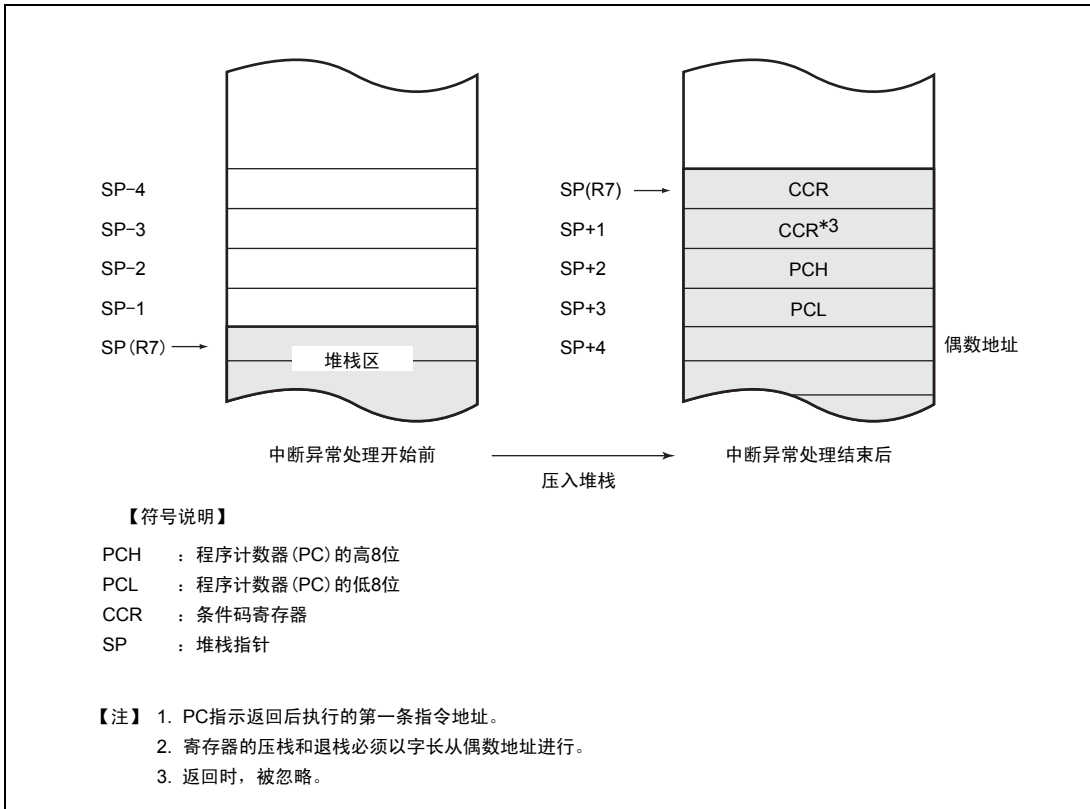 SP−4
SP−3
SP−2
SP−1
SP(R7)
堆栈区
SP(R7)
SP+1
SP+2
SP+3
SP+4
CCR
CCR*3
PCH
PCL
偶数地址
中断异常处理开始前
压入堆栈
中断异常处理结束后
【符号说明】
PCH ：程序计数器(PC)的高8位
PCL ：程序计数器(PC)的低8位
CCR ：条件码寄存器
SP ：堆栈指针
【注】 1. PC指示返回后执行的第一条指令地址。
2. 寄存器的压栈和退栈必须以字长从偶数地址进行。
3. 返回时，被忽略。